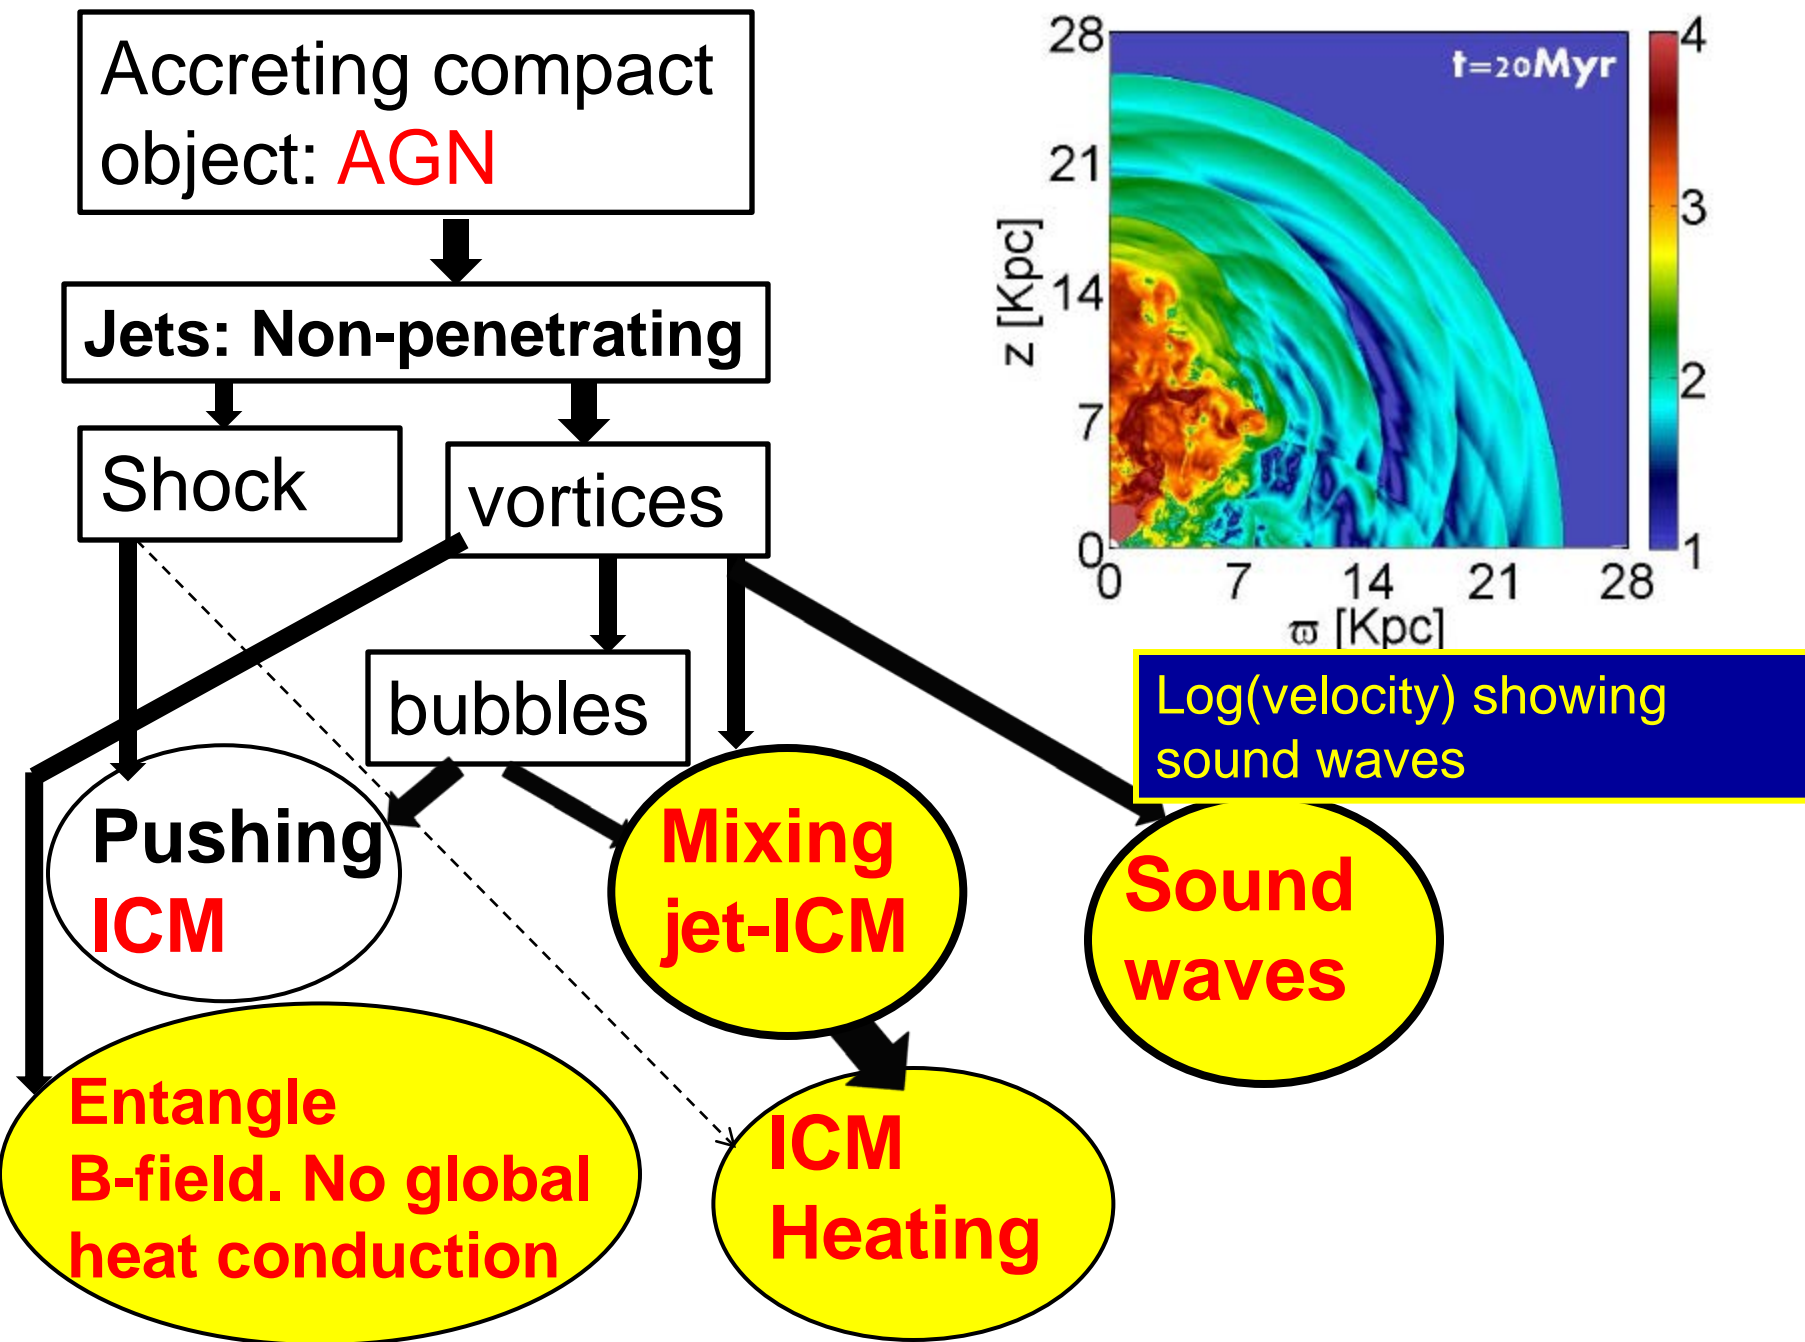 Accreting compact
object: AGN
Jets: Non-penetrating
Shock
vortices
bubbles
Pushing
ICM
Mixing
jet-ICM
Sound
waves
Entangle
B-field. No global
heat conduction
ICM
Heating
t=20Myr
z [Kpc]
28
21
14
7
0
0 7 14 21 28
ϖ [Kpc]
4
3
2
1
Log(velocity) showing
sound waves